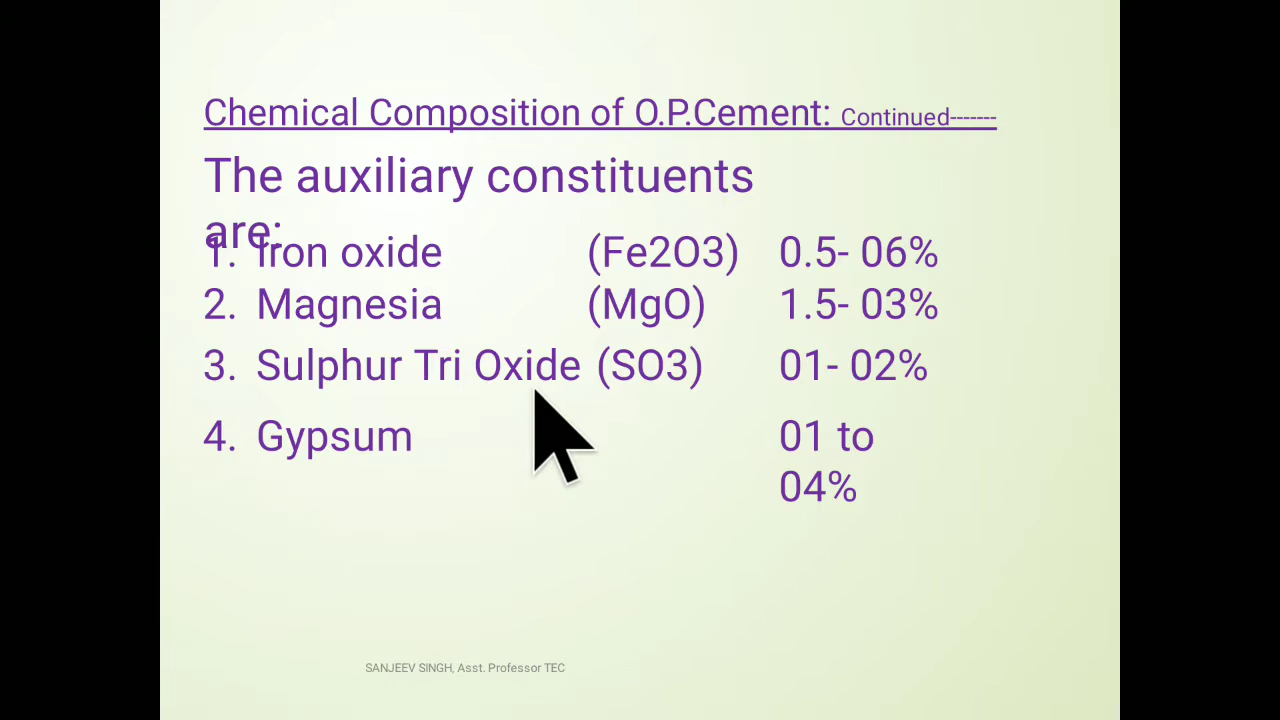 Chemical Composition of O.P.Cement: Continued-------
The auxiliary constituents
are:
1. Iron oxide (Fe2O3) 0.5- 06%
2. Magnesia (MgO) 1.5- 03%
3. Sulphur Tri Oxide (SO3) 01- 02%
4. Gypsum 01 to
04%
SANJEEV SINGH, Asst. Professor TEC